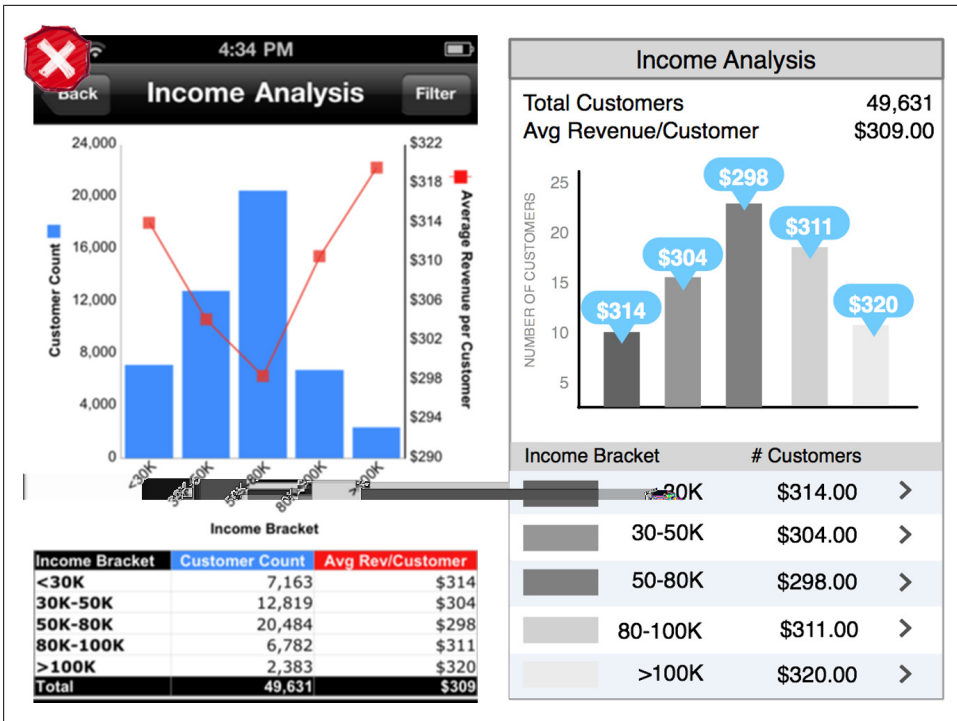 4:34 PM
Back
Income Analysis
Filter
24,000
20,000
16,000
12,000
8,000
4,000
0
Customer Count
$322
$318
$314
$310
$306
$302
$298
$294
$290
Average Revenue per Customer
<30K
Income Bracket
Income Bracket Customer Count Avg Rev/Customer
<30K 7,163 $314
30K-50K 12,819 $304
50K-80K 20,484 $298
80K-100K 6,782 $311
>100K 2,383 $320
Total 49,631 $309
Income Analysis
Total Customers 49,631
Avg Revenue/Customer $309.00
NUMBER OF CUSTOMERS
25
20
15
10
5
$314
$304
$298
$311
$320
Income Bracket # Customers
$314.00
30-50K $304.00
50-80K $298.00
80-100K $311.00
>100K $320.00